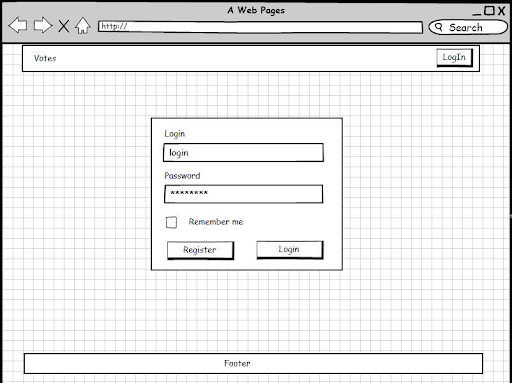 A Web Pages
http://
Search
Votes
LogIn
Login
login
Password
********
Remember me
Register
Login
Footer